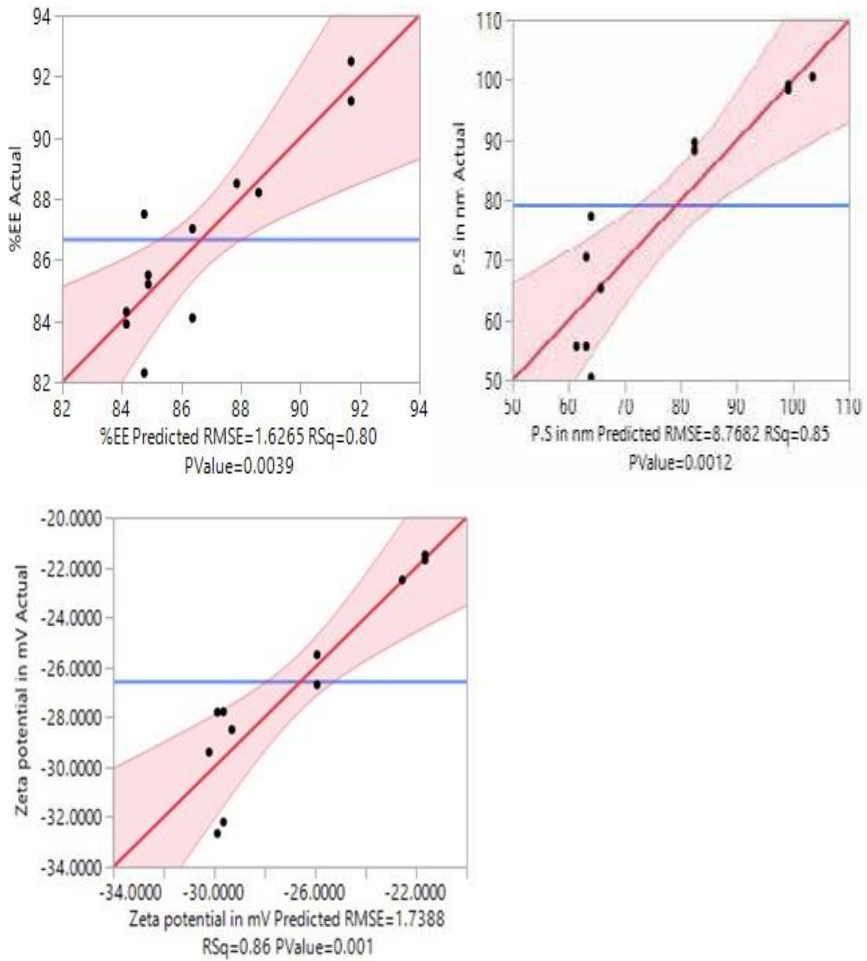 94
92
90
88
86
84
82
%EE Actual
82 84 86 88 90 92 94
%EE Predicted RMSE=1.6265 RSq=0.80
PValue=0.0039
110
100
90
80
70
60
50
P.S in nm Actual
50 60 70 80 90 100 110
P.S in nm Predicted RMSE=8.7682 RSq=0.85
PValue=0.0012
-20.0000
-22.0000
-24.0000
-26.0000
-28.0000
-30.0000
-32.0000
-34.0000
Zeta potential in mV Actual
-34.0000 -30.0000 -26.0000 -22.0000
Zeta potential in mV Predicted RMSE=1.7388
RSq=0.86 PValue=0.001